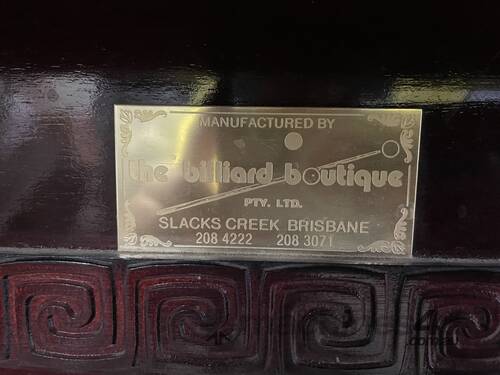 MANUFACTURED BY
the billiard boutique
PTY. LTD.
SLACKS CREEK BRISBANE
208 4222 208 3071